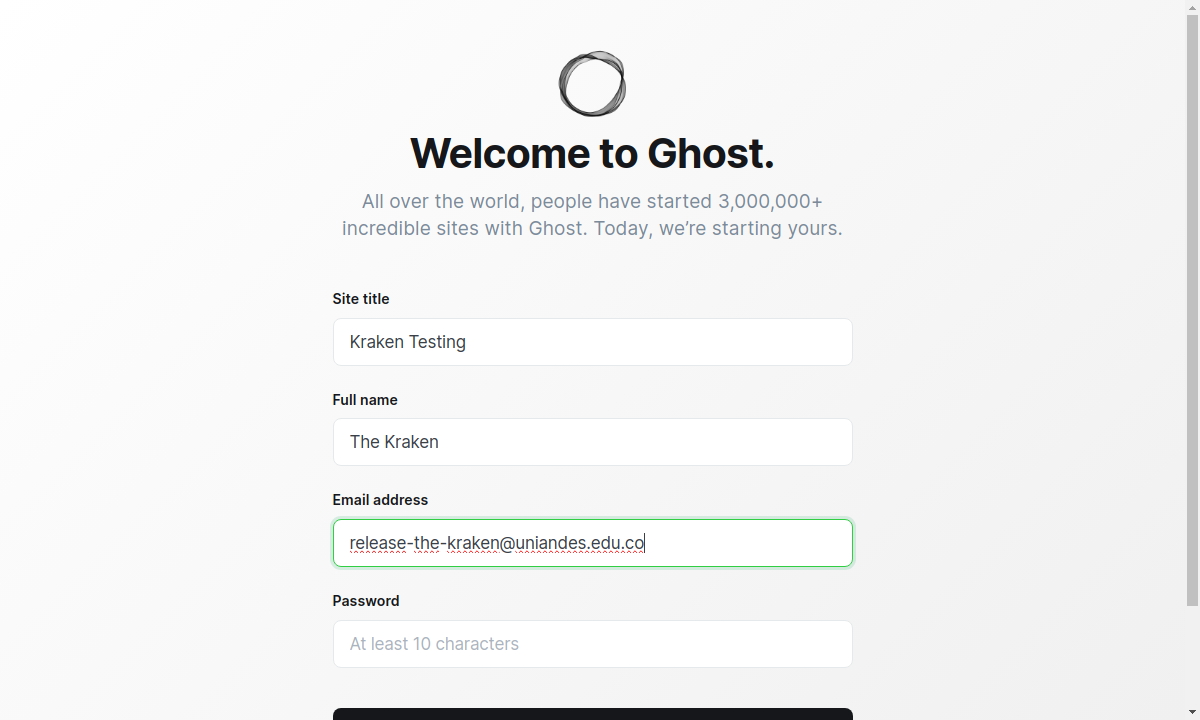 Welcome to Ghost.
All over the world, people have started 3,000,000+
incredible sites with Ghost. Today, we’re starting yours.
Site title
Kraken Testing
Full name
The Kraken
Email address
release-the-kraken@uniandes.edu.co
Password
At least 10 characters